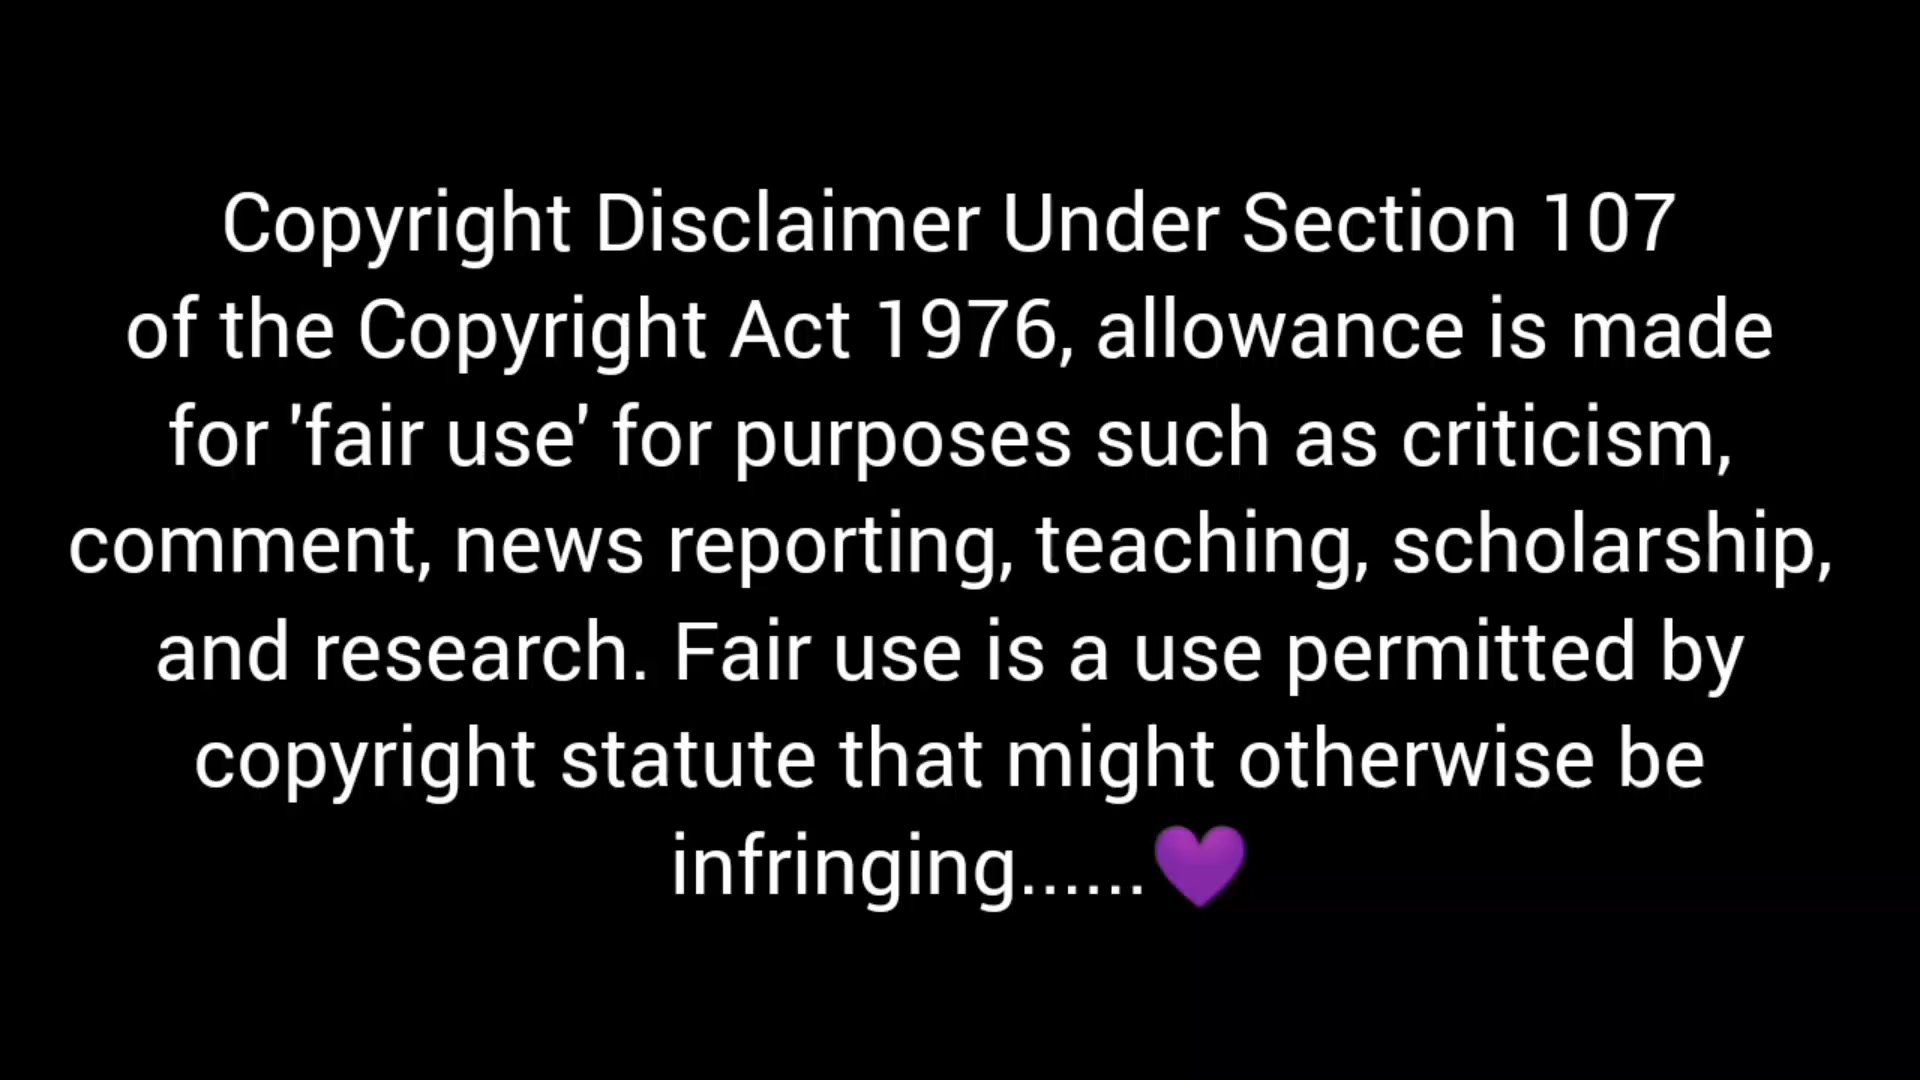 Copyright Disclaimer Under Section 107
of the Copyright Act 1976, allowance is made
for 'fair use' for purposes such as criticism,
comment, news reporting, teaching, scholarship,
and research. Fair use is a use permitted by
copyright statute that might otherwise be
infringing......💜